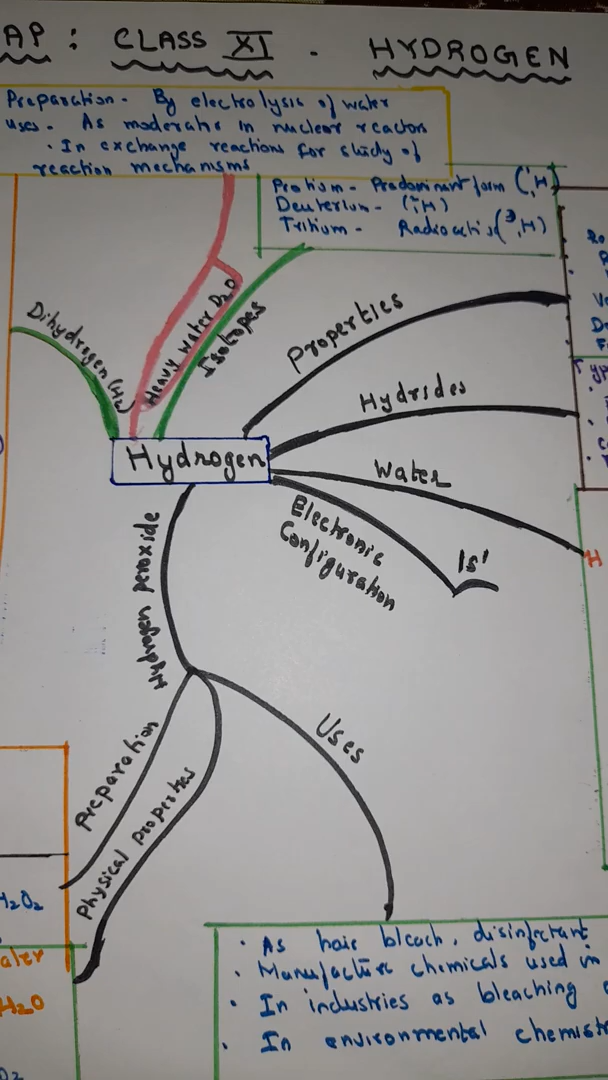 AP : CLASS XI - HYDROGEN
Preparation - By electrolysis of water
uses - As moderator in nuclear reactors
• In exchange reactions for study of
reaction mechanisms
Protium - Predominant form (¹₁H)
Deuterium - (²₁H)
Tritium - Radioactiv (³₁H)
Dihydrogen (H₂)
Heavy water D₂O
Isotopes
Properties
Hydrides
Water
Electronic
Configuration
1s¹
Hydrogen
H
Hydrogen peroxide
Preparation
Physical properties
Uses
H₂O₂
H₂O
• As hair bleach, disinfectant
• Manufacture chemicals used in
• In industries as bleaching
• In environmental chemist